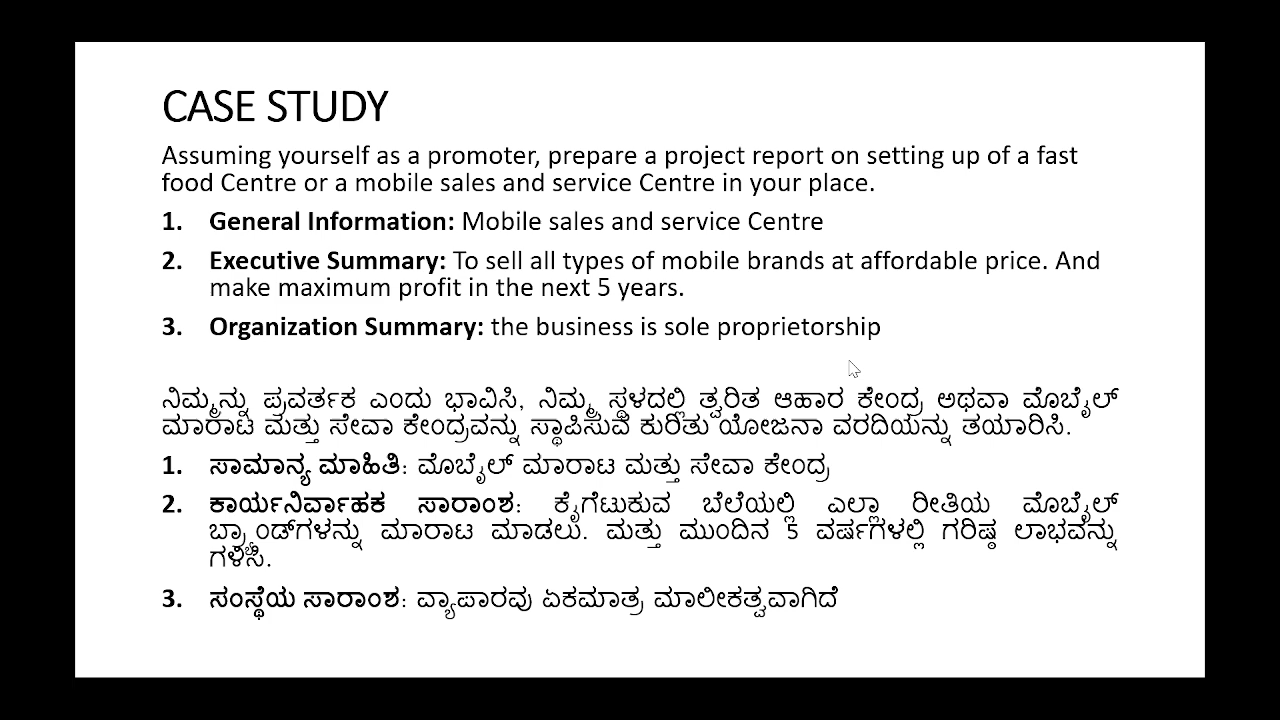 CASE STUDY
Assuming yourself as a promoter, prepare a project report on setting up of a fast
food Centre or a mobile sales and service Centre in your place.
1. General Information: Mobile sales and service Centre
2. Executive Summary: To sell all types of mobile brands at affordable price. And
make maximum profit in the next 5 years.
3. Organization Summary: the business is sole proprietorship
ನಿಮ್ಮನ್ನು ಪ್ರವರ್ತಕ ಎಂದು ಭಾವಿಸಿ, ನಿಮ್ಮ ಸ್ಥಳದಲ್ಲಿ ತ್ವರಿತ ಆಹಾರ ಕೇಂದ್ರ ಅಥವಾ ಮೊಬೈಲ್
ಮಾರಾಟ ಮತ್ತು ಸೇವಾ ಕೇಂದ್ರವನ್ನು ಸ್ಥಾಪಿಸುವ ಕುರಿತು ಯೋಜನಾ ವರದಿಯನ್ನು ತಯಾರಿಸಿ.
1. ಸಾಮಾನ್ಯ ಮಾಹಿತಿ: ಮೊಬೈಲ್ ಮಾರಾಟ ಮತ್ತು ಸೇವಾ ಕೇಂದ್ರ
2. ಕಾರ್ಯನಿರ್ವಾಹಕ ಸಾರಾಂಶ: ಕೈಗೆಟುಕುವ ಬೆಲೆಯಲ್ಲಿ ಎಲ್ಲಾ ರೀತಿಯ ಮೊಬೈಲ್
ಬ್ರ್ಯಾಂಡ್‌ಗಳನ್ನು ಮಾರಾಟ ಮಾಡಲು. ಮತ್ತು ಮುಂದಿನ 5 ವರ್ಷಗಳಲ್ಲಿ ಗರಿಷ್ಠ ಲಾಭವನ್ನು
ಗಳಿಸಿ.
3. ಸಂಸ್ಥೆಯ ಸಾರಾಂಶ: ವ್ಯಾಪಾರವು ಏಕಮಾತ್ರ ಮಾಲೀಕತ್ವವಾಗಿದೆ